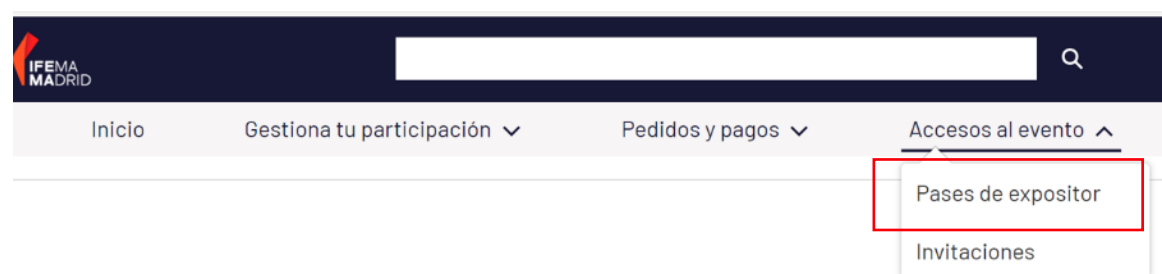 IFEMA
MADRID
Inicio Gestiona tu participación Pedidos y pagos Accesos al evento
Pases de expositor
Invitaciones